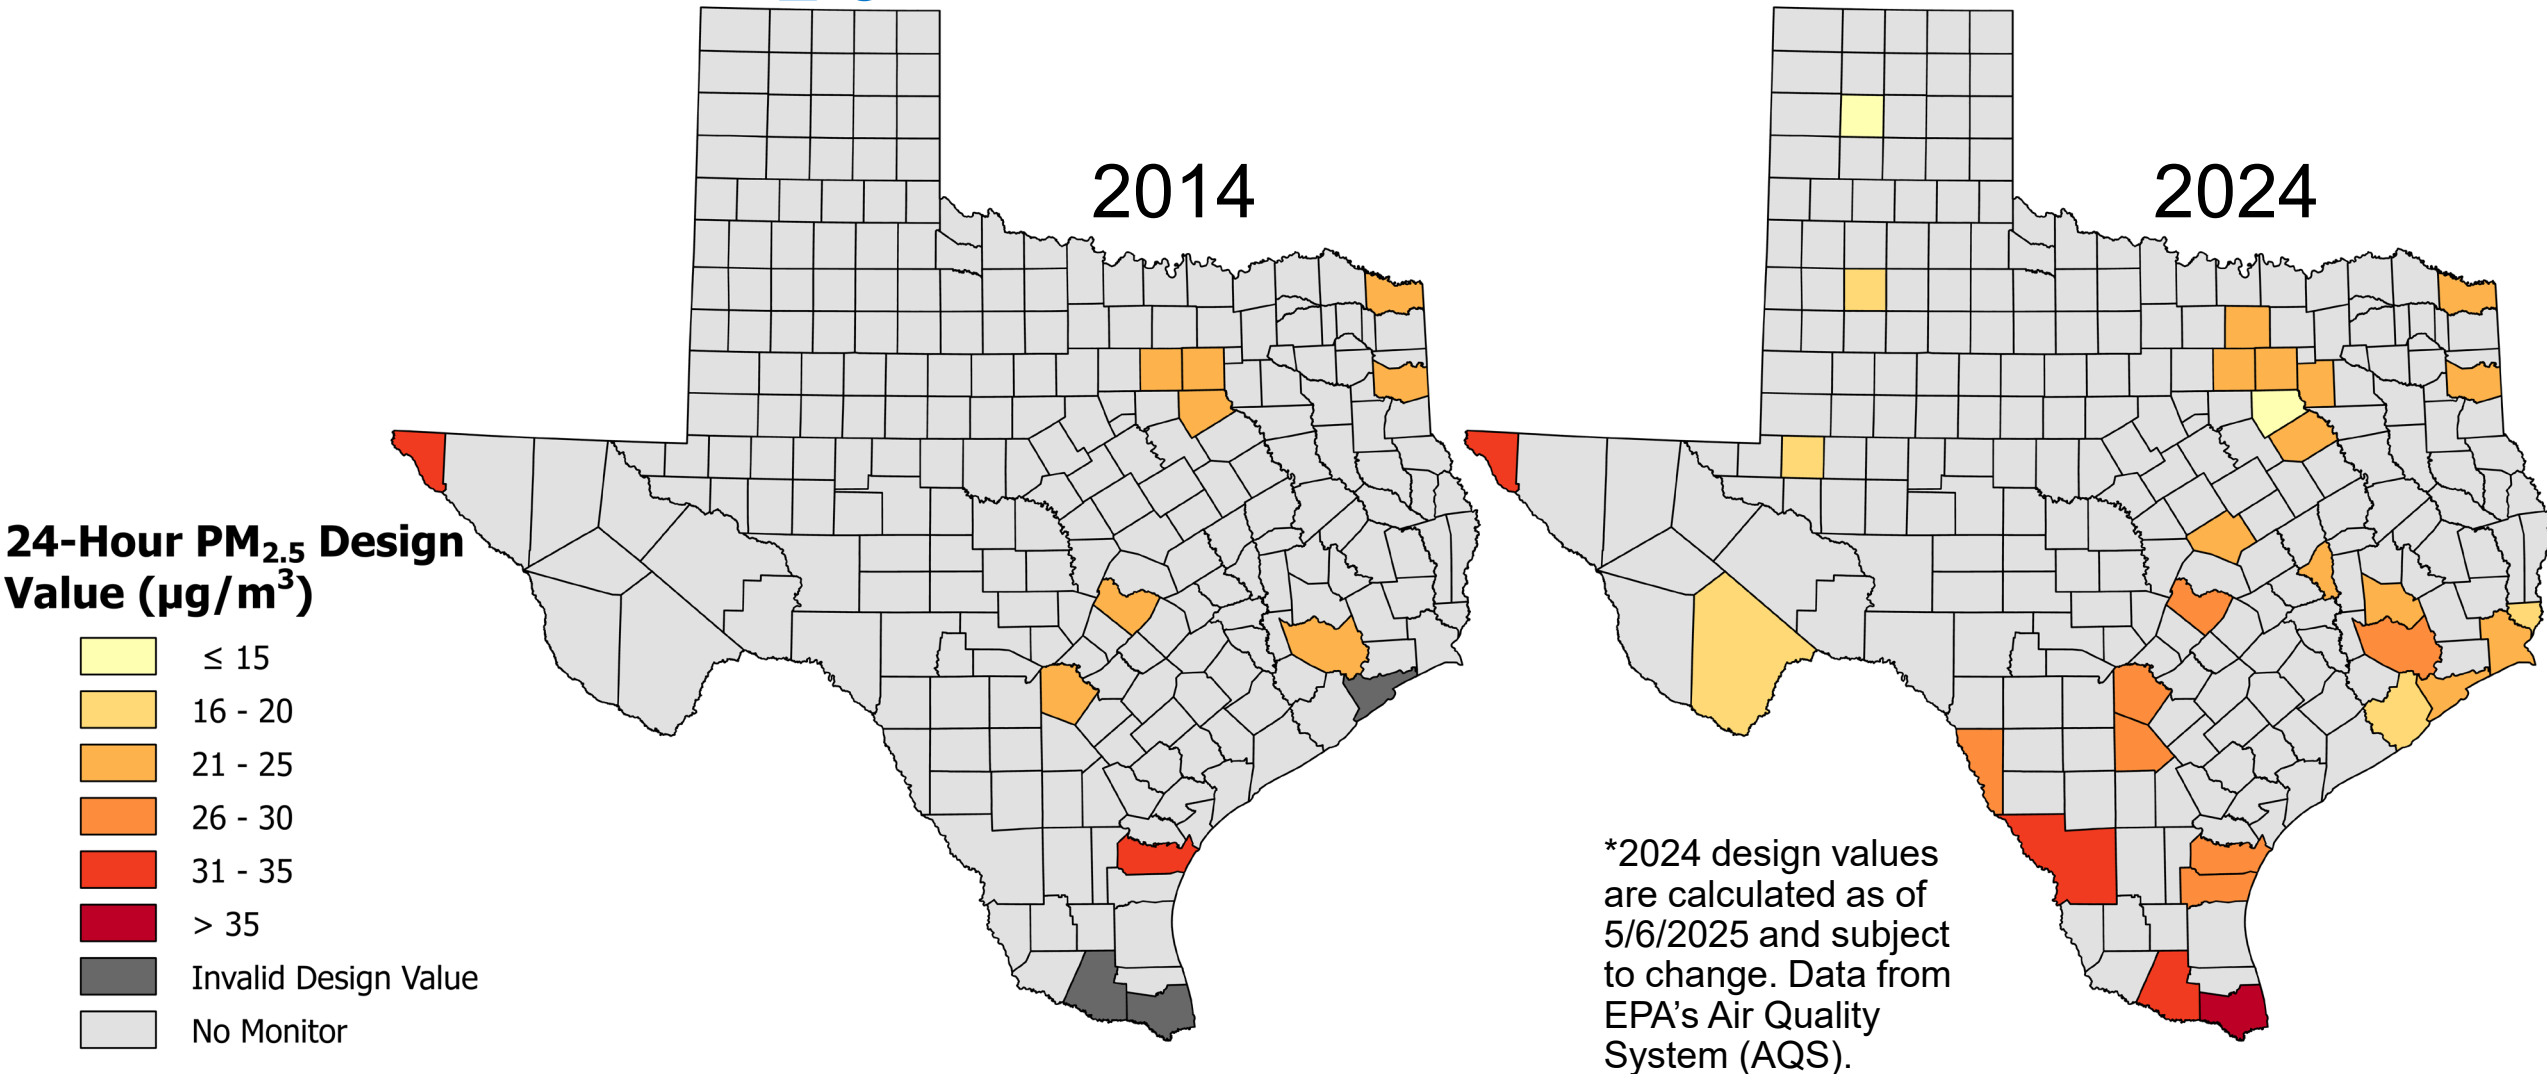 2014
2024
24-Hour PM2.5 Design
Value (µg/m³)
≤ 15
16 - 20
21 - 25
26 - 30
31 - 35
> 35
Invalid Design Value
No Monitor
*2024 design values
are calculated as of
5/6/2025 and subject
to change. Data from
EPA’s Air Quality
System (AQS).